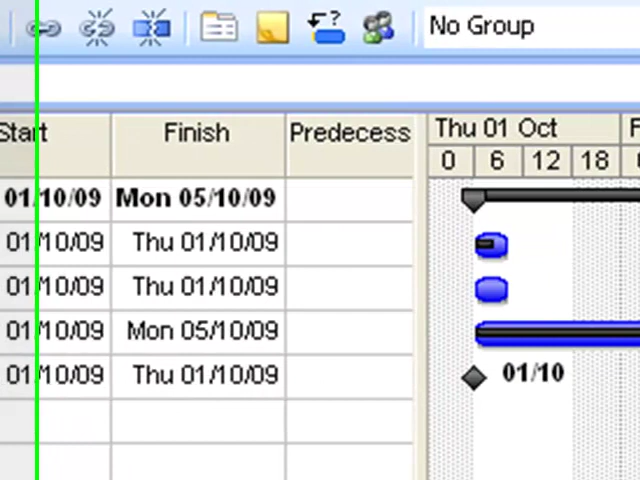 No Group
Start Finish Predecess Thu 01 Oct F
0 6 12 18
01/10/09 Mon 05/10/09
01/10/09 Thu 01/10/09
01/10/09 Thu 01/10/09
01/10/09 Mon 05/10/09
01/10/09 Thu 01/10/09 01/10